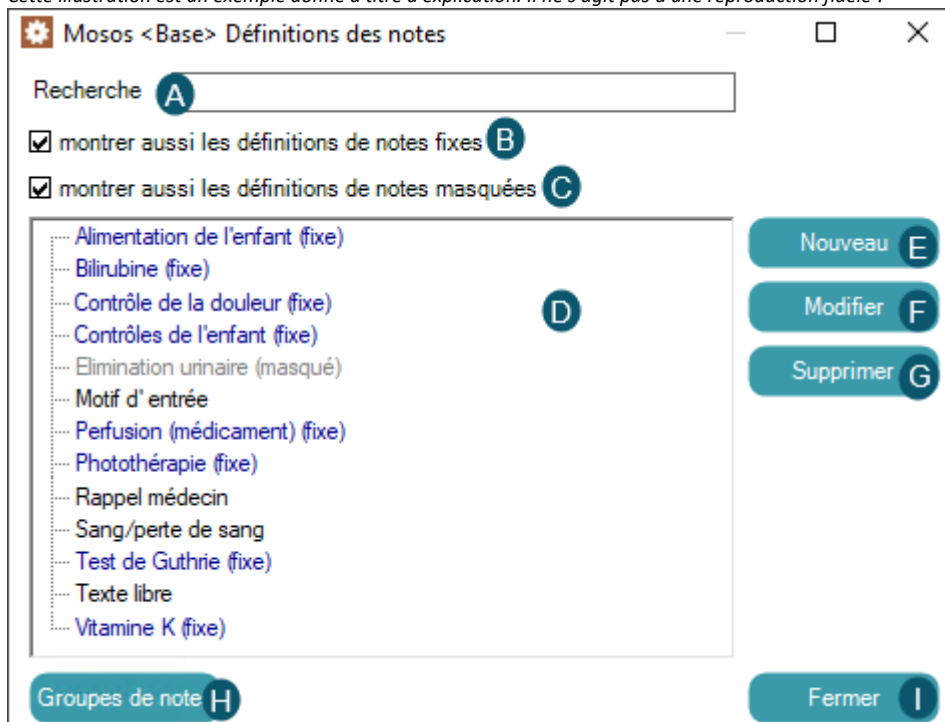 Cette illustration est un exemple donné à titre d'explication. Il ne s'agit pas d'une reproduction fidèle !
Mosos <Base> Définitions des notes
Recherche A
montrer aussi les définitions de notes fixes B
montrer aussi les définitions de notes masquées C
Alimentation de l'enfant (fixe)
Nouveau E
Bilirubine (fixe)
Contrôle de la douleur (fixe) D
Modifier F
Contrôles de l'enfant (fixe)
Elimination urinaire (masqué)
Supprimer G
Motif d' entrée
Perfusion (médicament) (fixe)
Photothérapie (fixe)
Rappel médecin
Sang/perte de sang
Test de Guthrie (fixe)
Texte libre
Vitamine K (fixe)
Groupes de note H
Fermer I